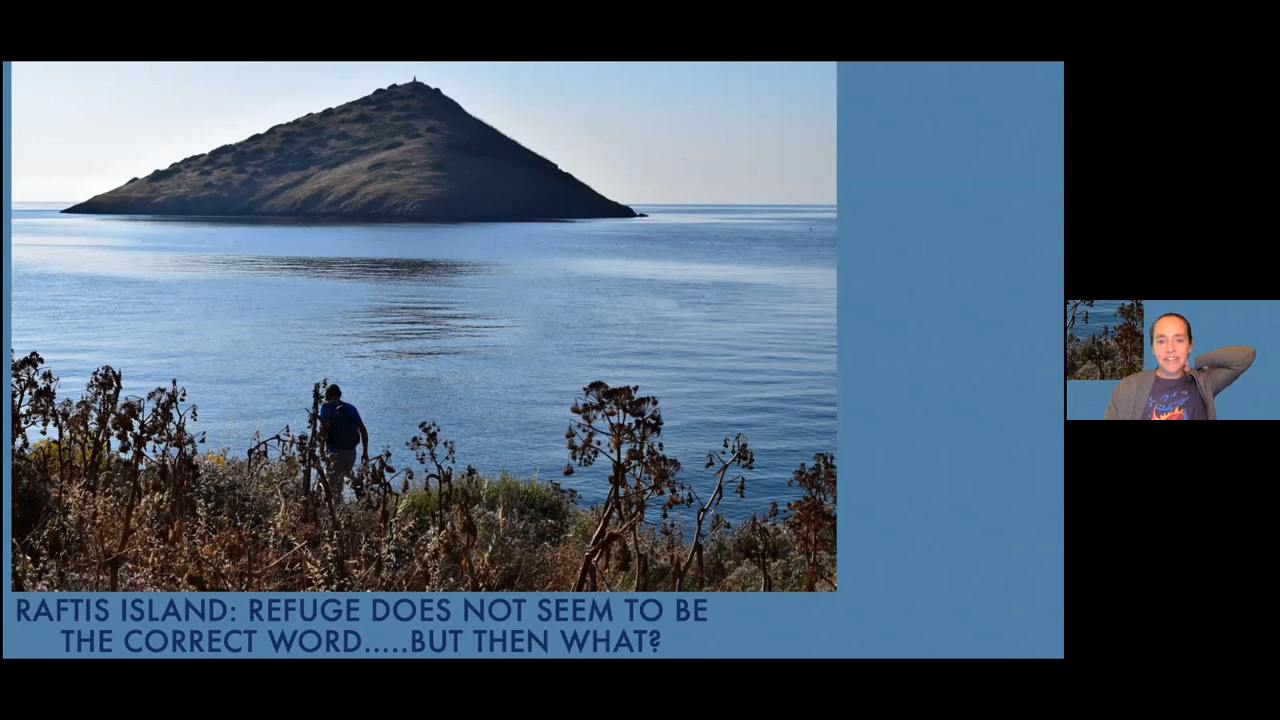 RAFTIS ISLAND: REFUGE DOES NOT SEEM TO BE
THE CORRECT WORD.....BUT THEN WHAT?